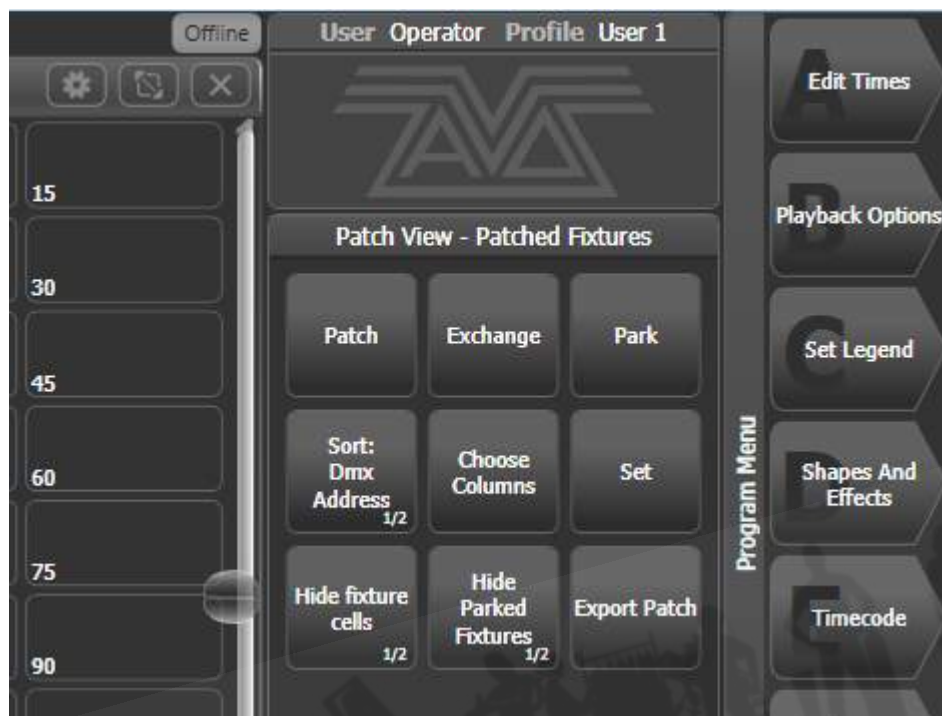 Offline
User Operator Profile User 1
15
30
45
60
75
90
Patch View - Patched Fixtures
Patch
Exchange
Park
Sort:
Dmx
Address
1/2
Choose
Columns
Set
Hide fixture
cells
1/2
Hide
Parked
Fixtures
1/2
Export Patch
Program Menu
A
Edit Times
B
Playback Options
C
Set Legend
D
Shapes And
Effects
E
Timecode